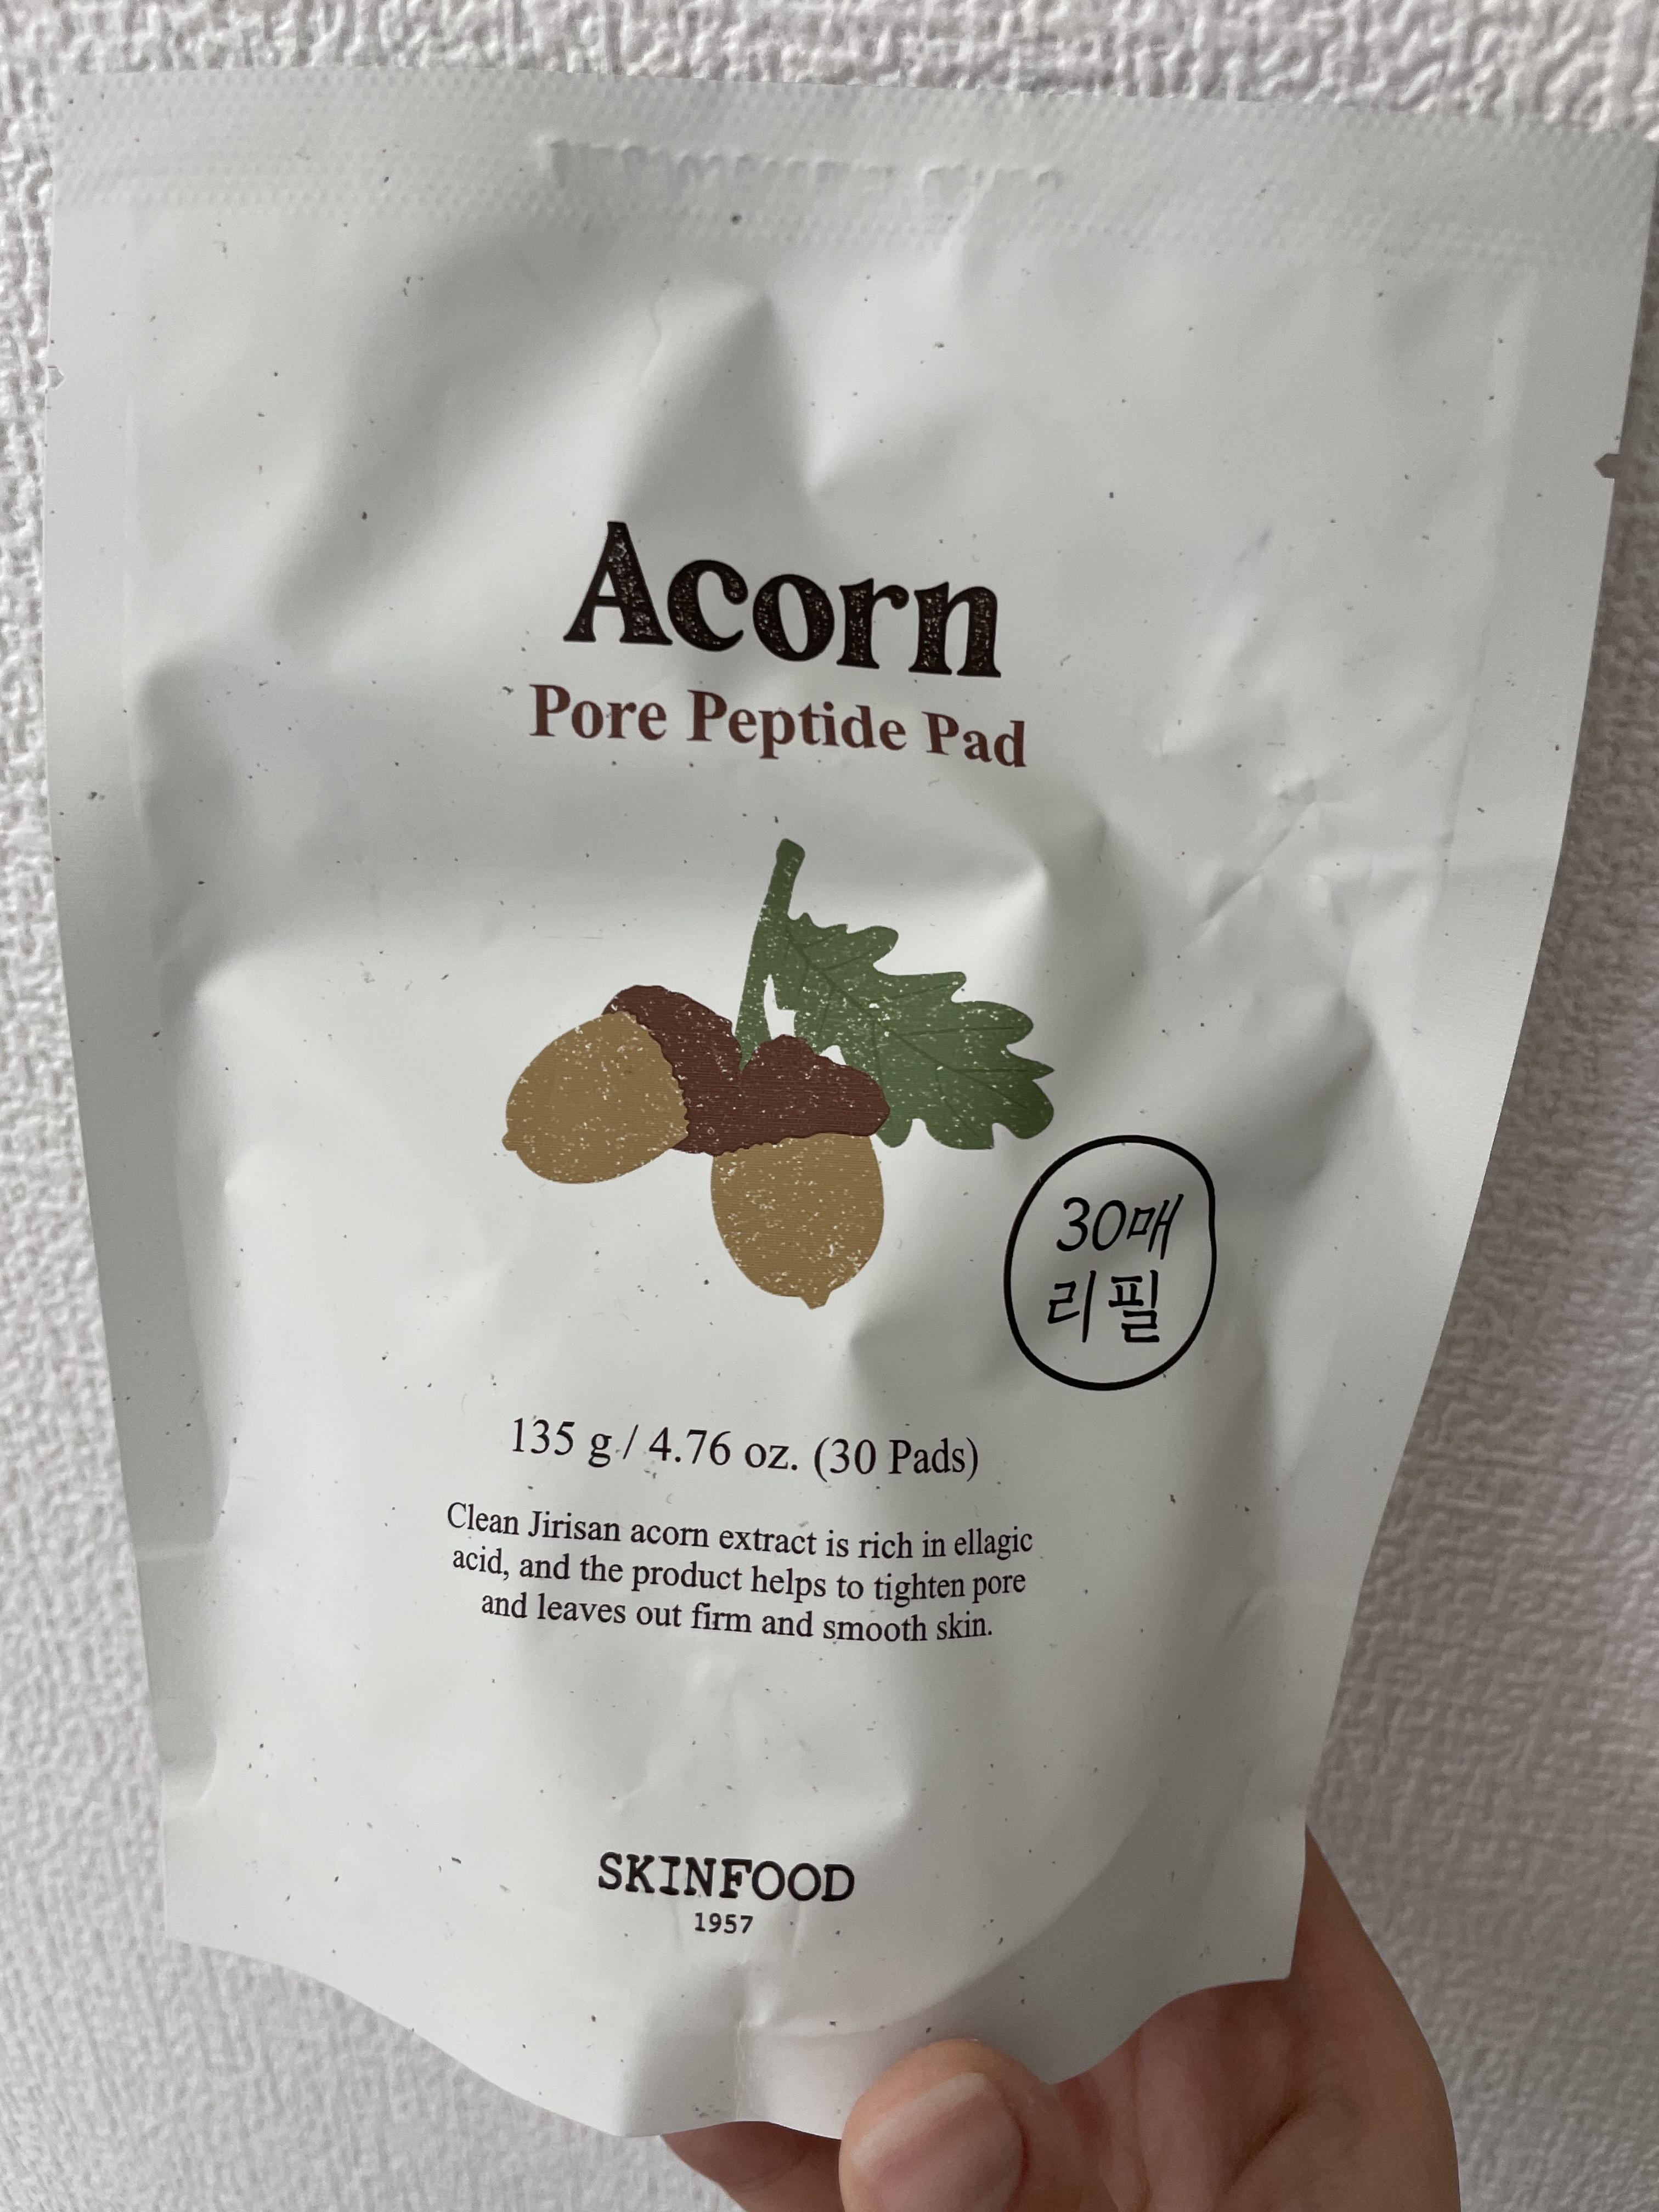 Acorn
Pore Peptide Pad
30매
리필
135 g / 4.76 oz. (30 Pads)
Clean Jirisan acorn extract is rich in ellagic
acid, and the product helps to tighten pore
and leaves out firm and smooth skin.
SKINFOOD
1957